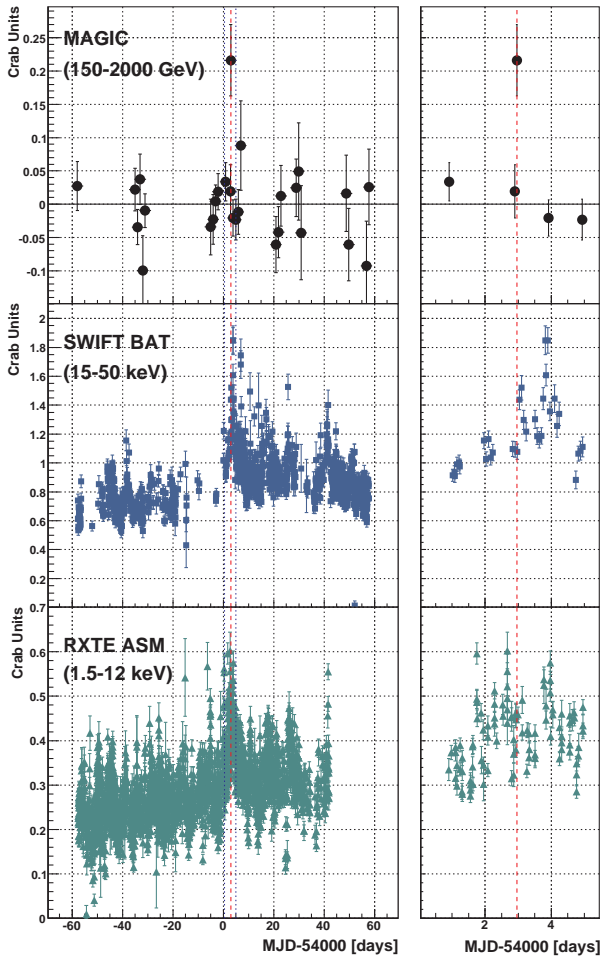 Crab Units
MAGIC
(150-2000 GeV)
0.25
0.2
0.15
0.1
0.05
0
-0.05
-0.1
Crab Units
SWIFT BAT
(15-50 keV)
2
1.8
1.6
1.4
1.2
1
0.8
0.6
0.4
0.2
Crab Units
RXTE ASM
(1.5-12 keV)
0.7
0.6
0.5
0.4
0.3
0.2
0.1
0
-60 -40 -20 0 20 40 60
2 4
MJD-54000 [days]
MJD-54000 [days]